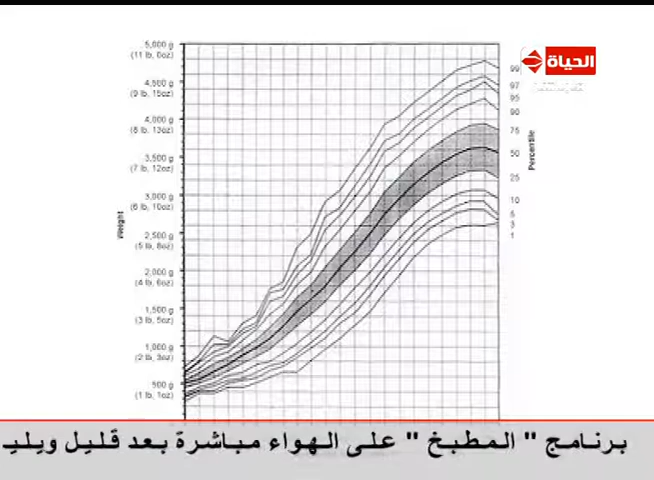 5,000 g
(11 lb, 0oz)
4,500 g
(9 lb, 15oz)
4,000 g
(8 lb, 13oz)
3,500 g
(7 lb, 12oz)
3,000 g
(6 lb, 10oz)
2,500 g
(5 lb, 8oz)
2,000 g
(4 lb, 6oz)
1,500 g
(3 lb, 5oz)
1,000 g
(2 lb, 3oz)
500 g
(1 lb, 1oz)
Weight
الحياة
99
97
95
90
75
50
25
10
5
3
1
Percentile
برنامج " المطبخ " على الهواء مباشرة بعد قليل ويليـ